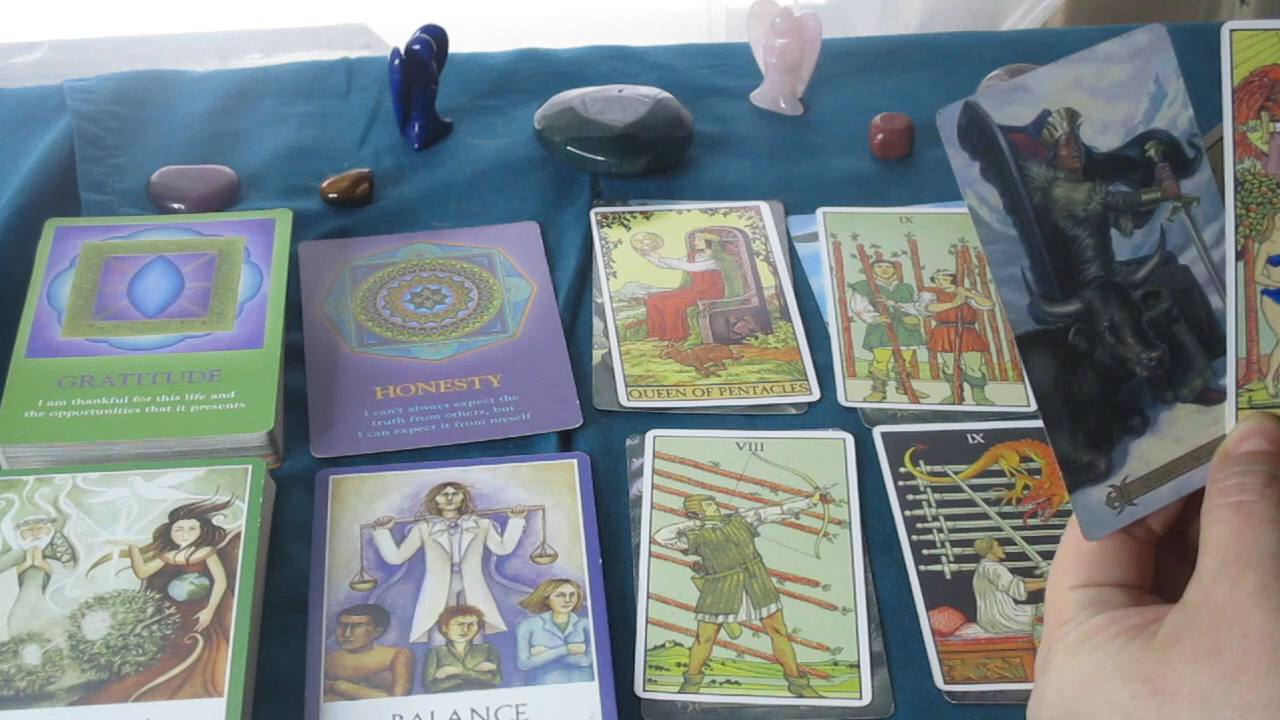 GRATITUDE
I am thankful for this life and
the opportunities that it presents
HONESTY
I can't always expect the
truth from others, but
I can expect it from myself
QUEEN OF PENTACLES
IX
VIII
IX
BALANCE